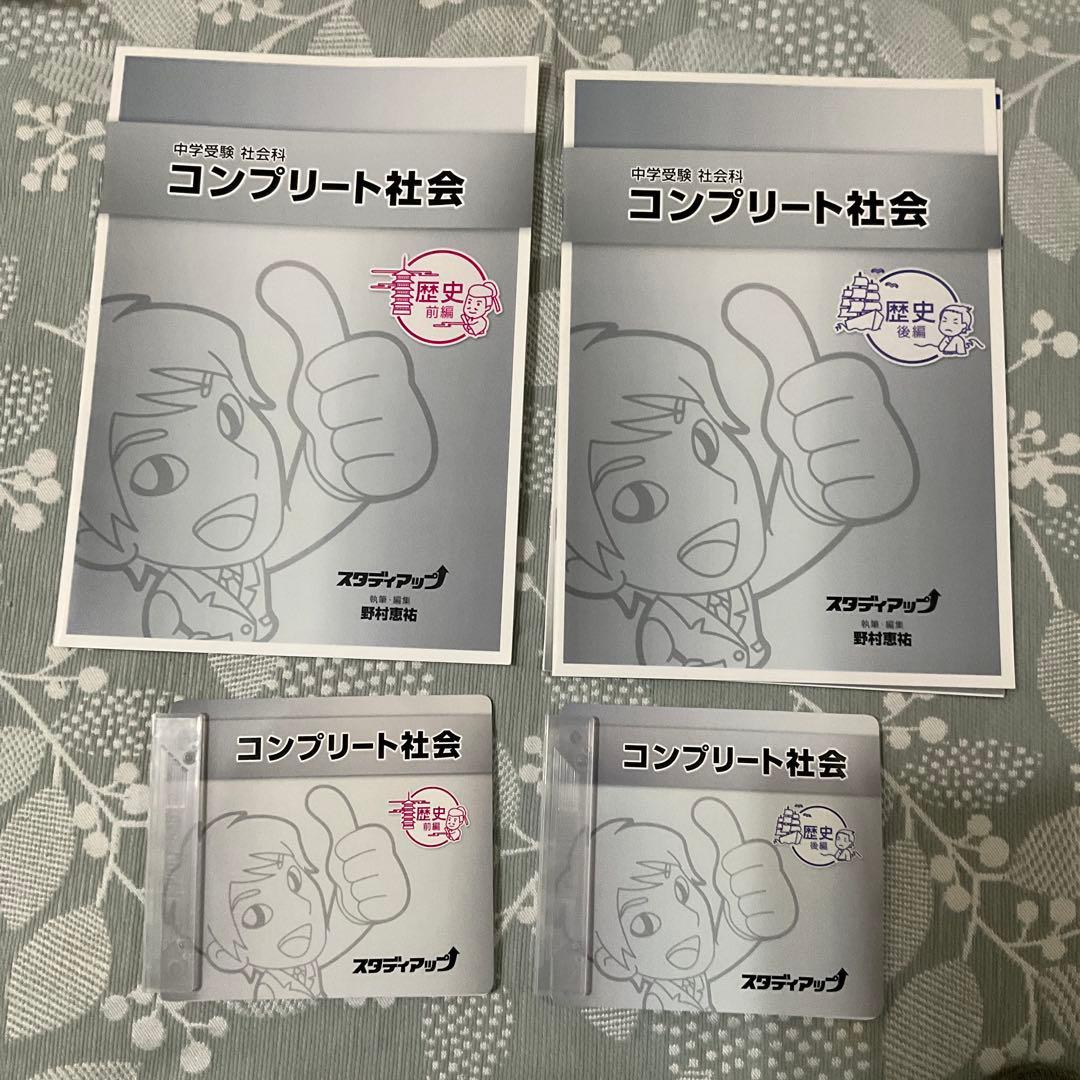 中学受験 社会科
コンプリート社会
歴史
前編
スタディアップ
執筆・編集
野村恵祐
中学受験 社会科
コンプリート社会
歴史
後編
スタディアップ
執筆・編集
野村恵祐
コンプリート社会
歴史
前編
スタディアップ
コンプリート社会
歴史
後編
スタディアップ